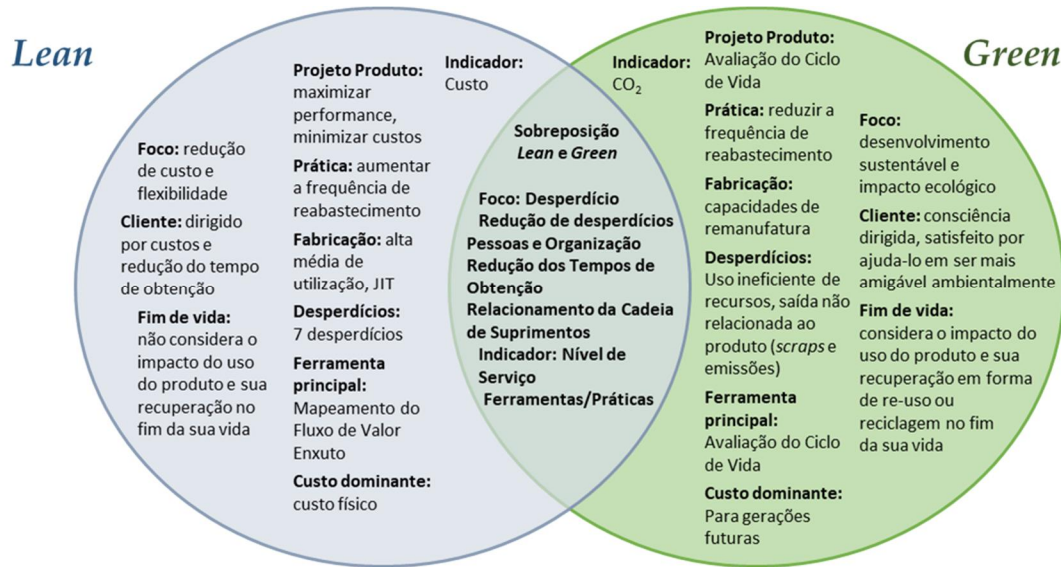 Lean
Green
Foco: redução
de custo e
flexibilidade
Cliente: dirigido
por custos e
redução do tempo
de obtenção
Fim de vida:
não considera o
impacto do uso
do produto e sua
recuperação no
fim da sua vida
Projeto Produto:
maximizar
performance,
minimizar custos
Prática: aumentar
a frequência de
reabastecimento
Fabricação: alta
média de
utilização, JIT
Desperdícios:
7 desperdícios
Ferramenta
principal:
Mapeamento do
Fluxo de Valor
Enxuto
Custo dominante:
custo físico
Indicador:
Custo
Sobreposição
Lean e Green
Foco: Desperdício
Redução de desperdícios
Pessoas e Organização
Redução dos Tempos de
Obtenção
Relacionamento da Cadeia
de Suprimentos
Indicador: Nível de
Serviço
Ferramentas/Práticas
Indicador:
CO₂
Projeto Produto:
Avaliação do Ciclo
de Vida
Prática: reduzir a
frequência de
reabastecimento
Fabricação:
capacidades de
remanufatura
Desperdícios:
Uso ineficiente de
recursos, saída não
relacionada ao
produto (scraps e
emissões)
Ferramenta
principal:
Avaliação do Ciclo
de Vida
Custo dominante:
Para gerações
futuras
Foco:
desenvolvimento
sustentável e
impacto ecológico
Cliente: consciência
dirigida, satisfeito por
ajuda-lo em ser mais
amigável ambientalmente
Fim de vida:
considera o impacto do
uso do produto e sua
recuperação em forma
de re-uso ou
reciclagem no fim
da sua vida